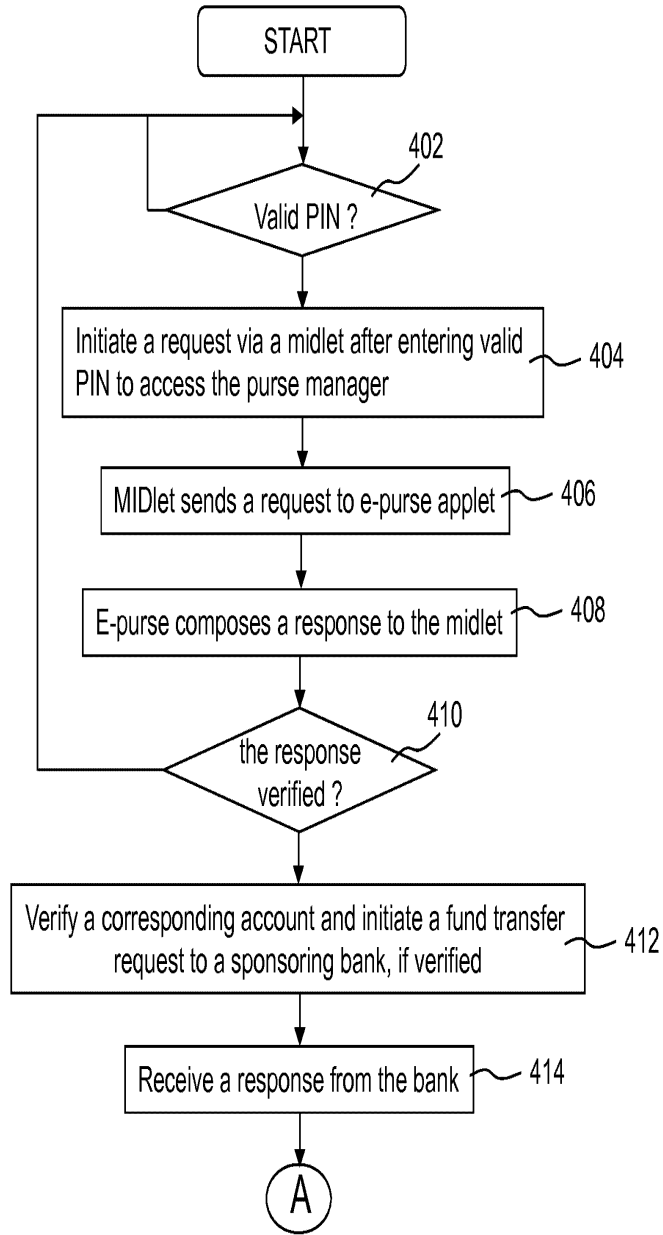 START
402
Valid PIN ?
Initiate a request via a midlet after entering valid
PIN to access the purse manager
404
MIDlet sends a request to e-purse applet
406
E-purse composes a response to the midlet
408
410
the response
verified ?
Verify a corresponding account and initiate a fund transfer
request to a sponsoring bank, if verified
412
Receive a response from the bank
414
A